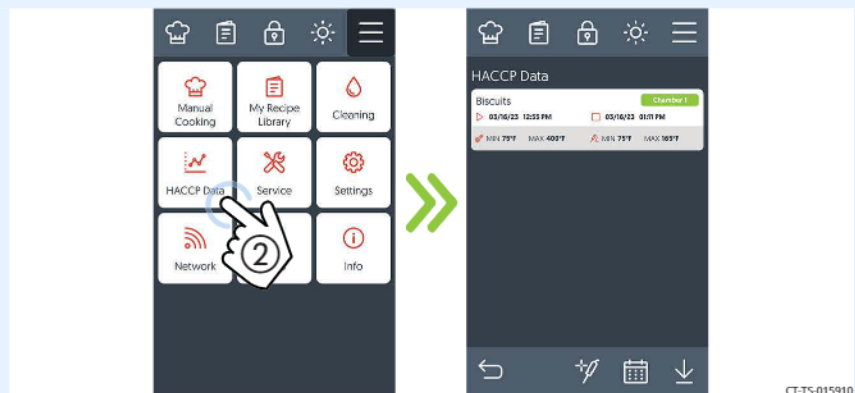 Manual
Cooking
My Recipe
Library
Cleaning
HACCP Data
Service
Settings
Network
2
Info
HACCP Data
Biscuits
Chamber 1
03/16/23 12:55 PM
03/16/23 01:11 PM
MIN 75°F MAX 400°F
MIN 75°F MAX 165°F
CT-TS-015910